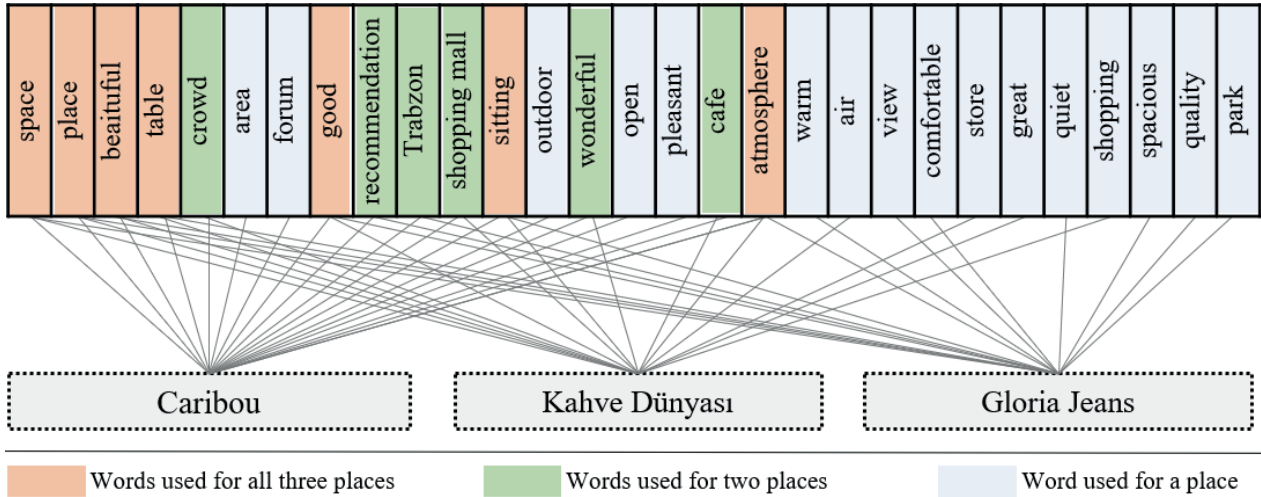 space
place
beaituful
table
crowd
area
forum
good
recommendation
Trabzon
shopping mall
sitting
outdoor
wonderful
open
pleasant
cafe
atmosphere
warm
air
view
comfortable
store
great
quiet
shopping
spacious
quality
park
Caribou
Kahve Dünyası
Gloria Jeans
Words used for all three places
Words used for two places
Word used for a place